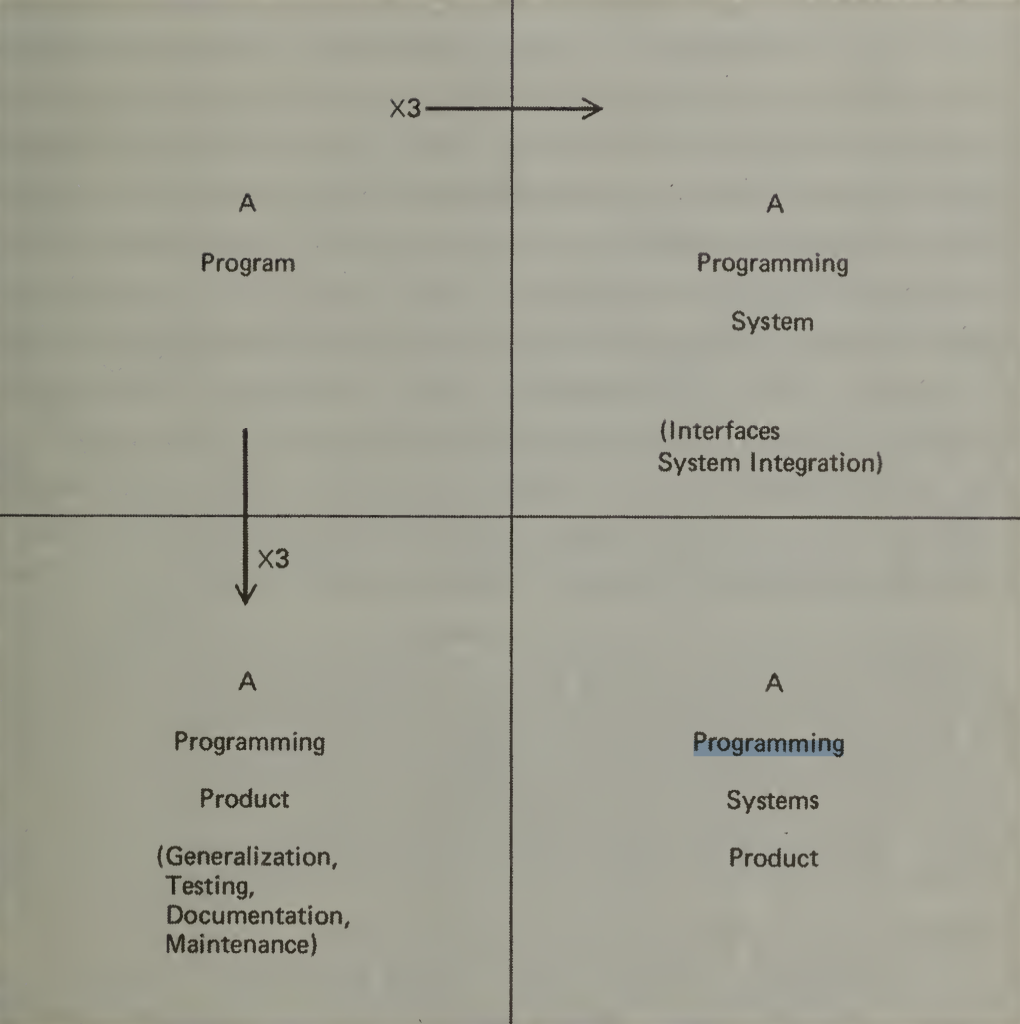 X3
A
Program
A
Programming
System
(Interfaces
System Integration)
X3
A
Programming
Product
(Generalization,
Testing,
Documentation,
Maintenance)
A
Programming
Systems
Product